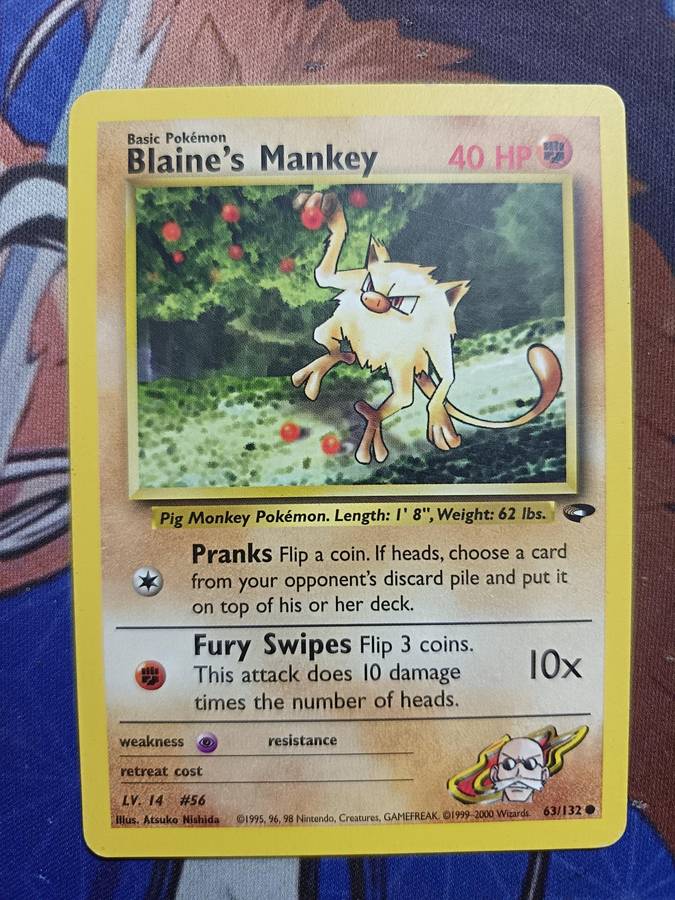 Basic Pokémon
Blaine's Mankey 40 HP
Pig Monkey Pokémon. Length: 1' 8", Weight: 62 lbs.
Pranks Flip a coin. If heads, choose a card
from your opponent's discard pile and put it
on top of his or her deck.
Fury Swipes Flip 3 coins.
This attack does 10 damage
times the number of heads.
10x
weakness resistance
retreat cost
LV. 14 #56
Illus. Atsuko Nishida ©1995, 96, 98 Nintendo, Creatures, GAMEFREAK. ©1999-2000 Wizards. 63/132